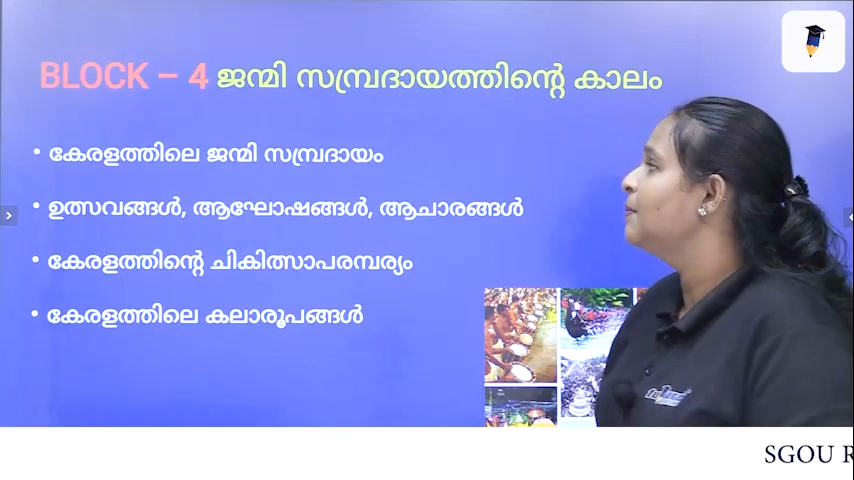 BLOCK – 4 ജന്മി സമ്പ്രദായത്തിന്റെ കാലം
• കേരളത്തിലെ ജന്മി സമ്പ്രദായം
• ഉത്സവങ്ങൾ, ആഘോഷങ്ങൾ, ആചാരങ്ങൾ
• കേരളത്തിന്റെ ചികിത്സാപരമ്പര്യം
• കേരളത്തിലെ കലാരൂപങ്ങൾ
SGOU R